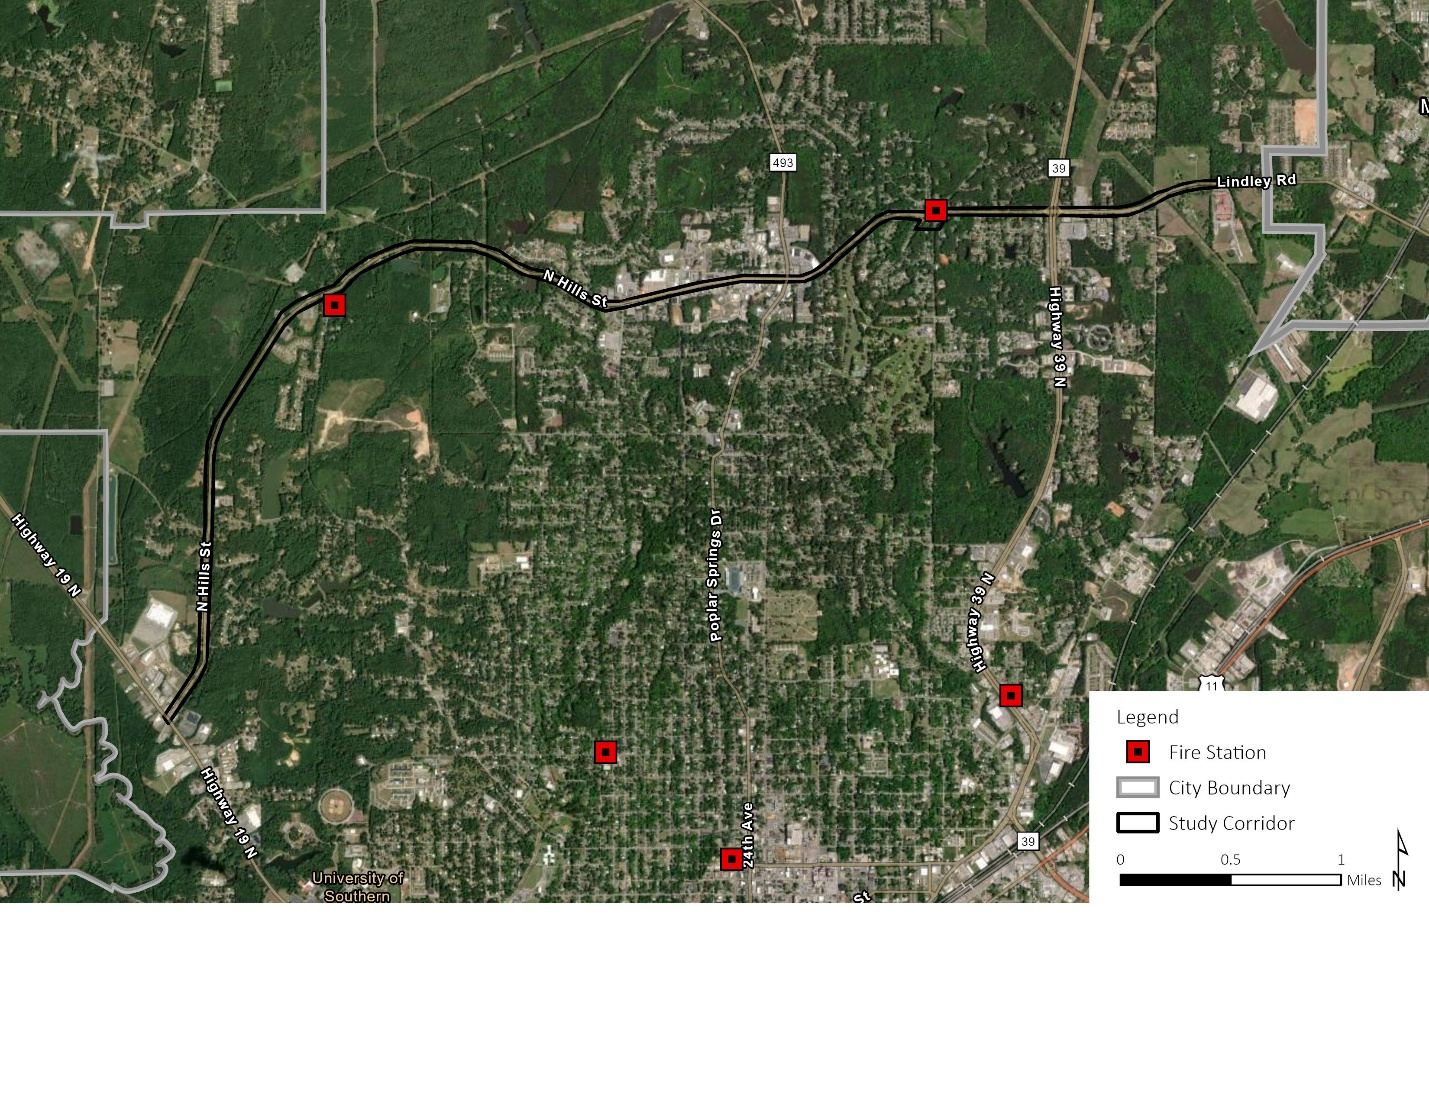 M
493
39
Lindley Rd
N Hills St
Highway 39 N
Highway 19 N
N Hills St
Poplar Springs Dr
Highway 39 N
11
Legend
Fire Station
City Boundary
Study Corridor
0 0.5 1
Miles
N
Highway 19 N
24th Ave
39
University of
Southern
St